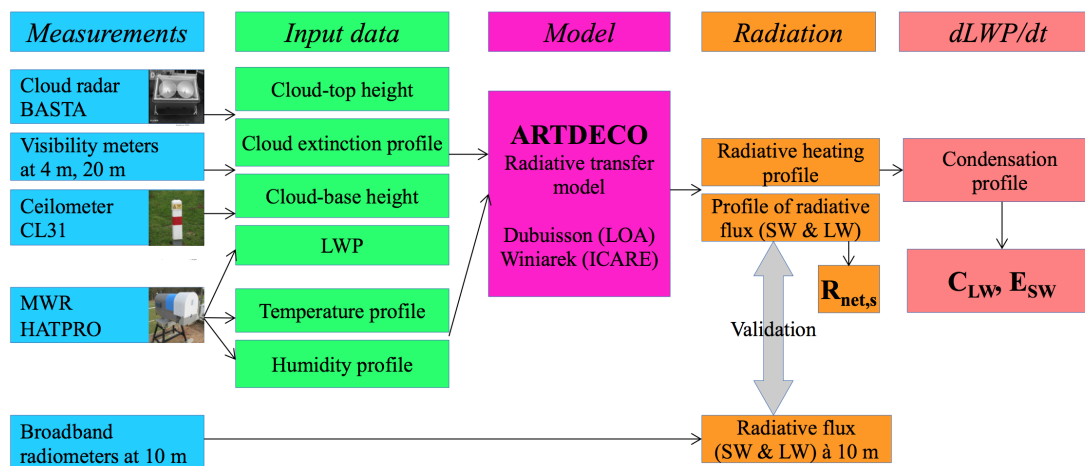 Measurements
Input data
Model
Radiation
dLWP/dt
Cloud radar
BASTA
Visibility meters
at 4 m, 20 m
Ceilometer
CL31
MWR
HATPRO
Broadband
radiometers at 10 m
Cloud-top height
Cloud extinction profile
Cloud-base height
LWP
Temperature profile
Humidity profile
ARTDECO
Radiative transfer
model
Dubuisson (LOA)
Winiarek (ICARE)
Radiative heating
profile
Profile of radiative
flux (SW & LW)
R_net,s
Validation
Radiative flux
(SW & LW) à 10 m
Condensation
profile
C_LW, E_SW